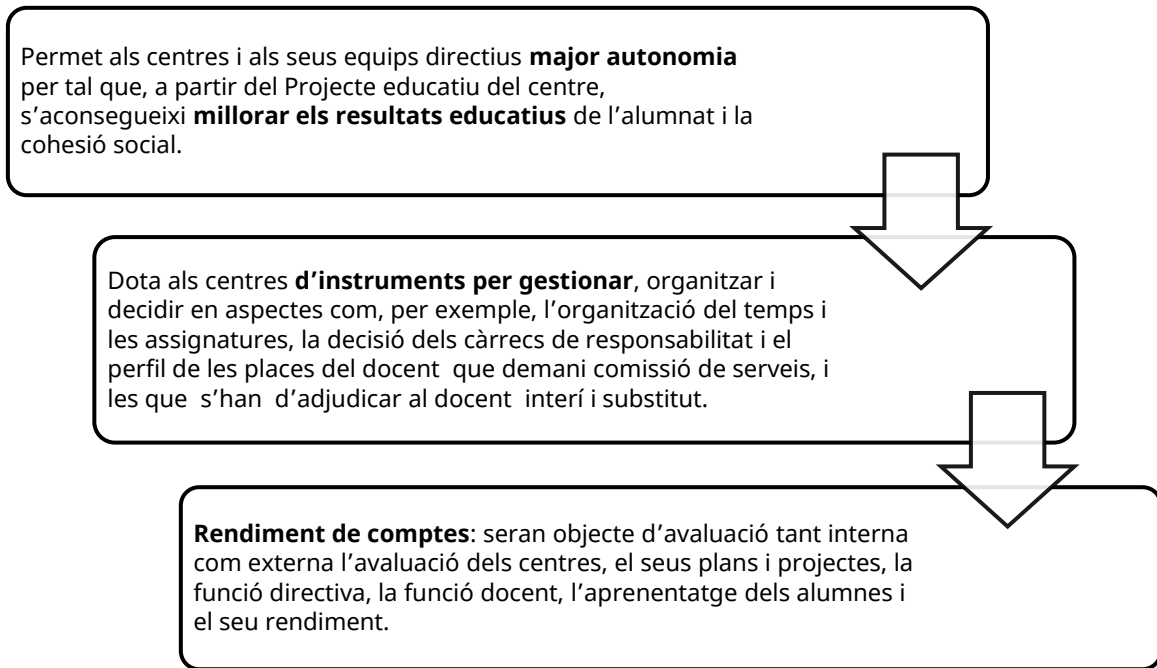 Permet als centres i als seus equips directius major autonomia
per tal que, a partir del Projecte educatiu del centre,
s’aconsegueixi millorar els resultats educatius de l’alumnat i la
cohesió social.
Dota als centres d’instruments per gestionar, organitzar i
decidir en aspectes com, per exemple, l’organització del temps i
les assignatures, la decisió dels càrrecs de responsabilitat i el
perfil de les places del docent  que demani comissió de serveis, i
les que  s’han  d’adjudicar al docent  interí i substitut.
Rendiment de comptes: seran objecte d’avaluació tant interna
com externa l’avaluació dels centres, el seus plans i projectes, la
funció directiva, la funció docent, l’aprenentatge dels alumnes i
el seu rendiment.